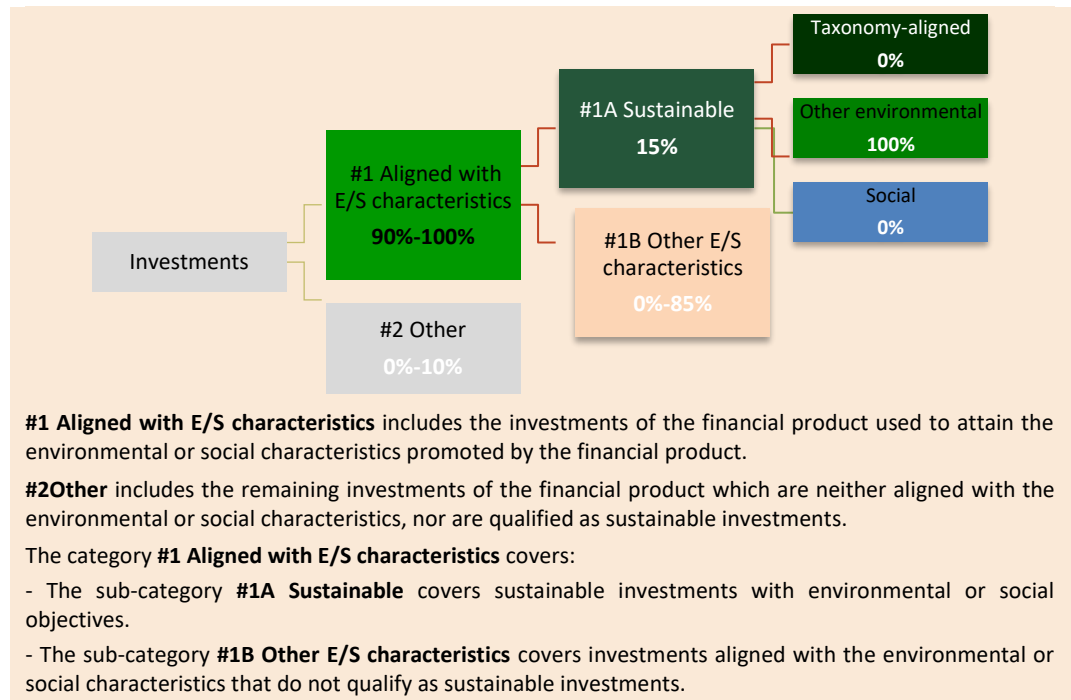 Taxonomy-aligned
0%
#1A Sustainable
15%
Other environmental
100%
#1 Aligned with
E/S characteristics
90%-100%
Social
0%
#1B Other E/S
characteristics
0%-85%
Investments
#2 Other
0%-10%
#1 Aligned with E/S characteristics includes the investments of the financial product used to attain the
environmental or social characteristics promoted by the financial product.
#2Other includes the remaining investments of the financial product which are neither aligned with the
environmental or social characteristics, nor are qualified as sustainable investments.
The category #1 Aligned with E/S characteristics covers:
- The sub-category #1A Sustainable covers sustainable investments with environmental or social
objectives.
- The sub-category #1B Other E/S characteristics covers investments aligned with the environmental or
social characteristics that do not qualify as sustainable investments.